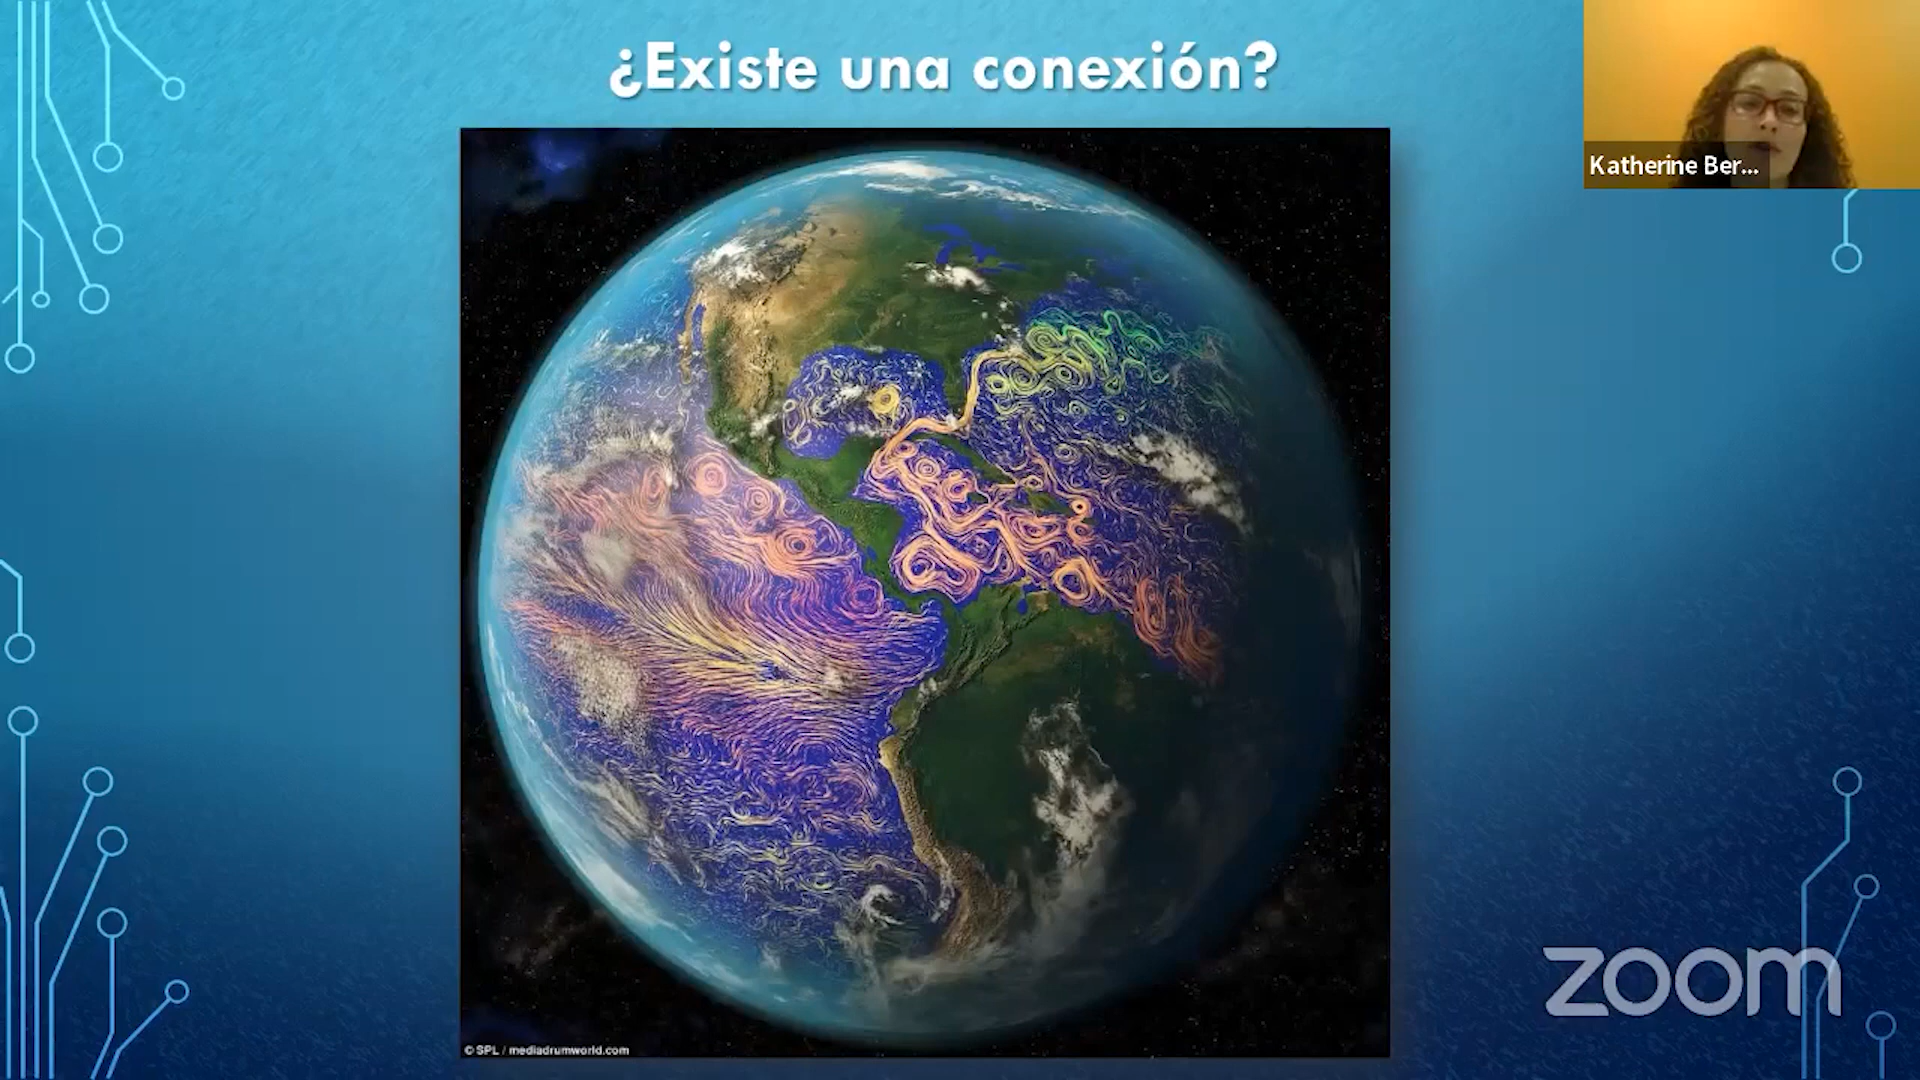 ¿Existe una conexión?
Katherine Ber...
zoom
© SPL / mediadrumworld.com